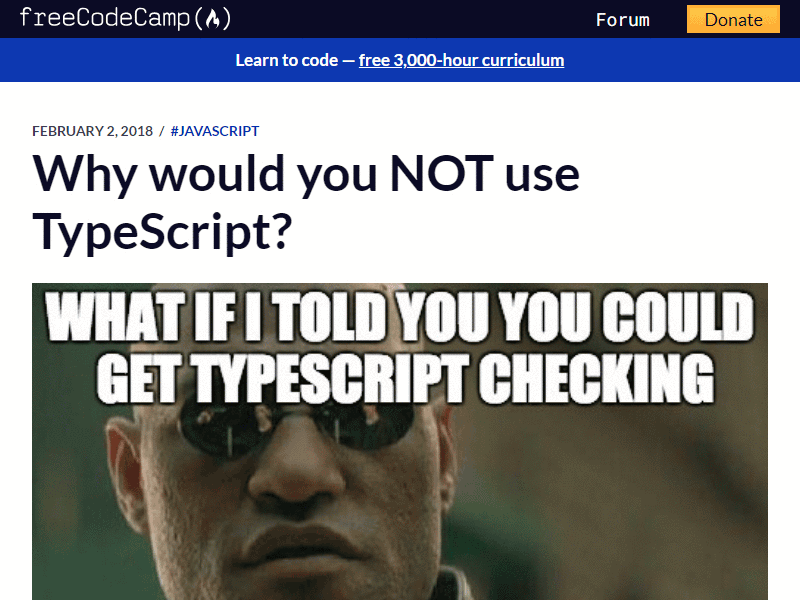 freeCodeCamp(🔥)
Forum
Donate
Learn to code — free 3,000-hour curriculum
FEBRUARY 2, 2018 / #JAVASCRIPT
Why would you NOT use
TypeScript?
WHAT IF I TOLD YOU YOU COULD
GET TYPESCRIPT CHECKING